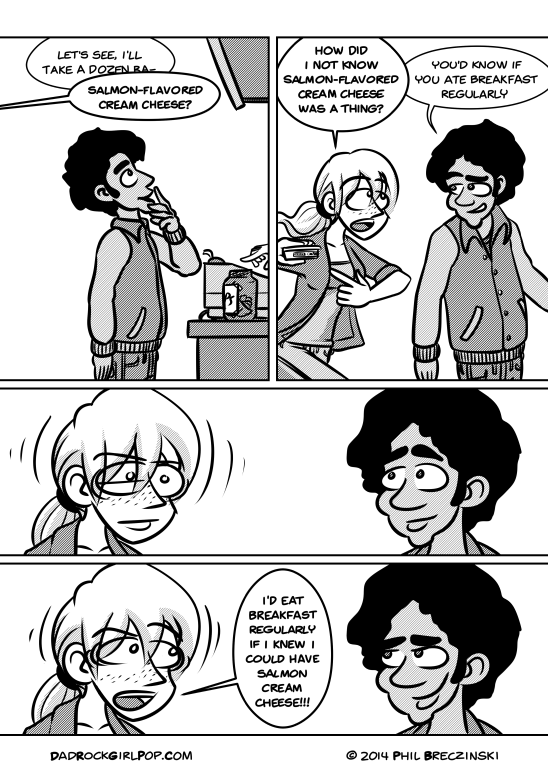 LET'S SEE, I'LL
TAKE A DOZEN BA-
SALMON-FLAVORED
CREAM CHEESE?
HOW DID
I NOT KNOW
SALMON-FLAVORED
CREAM CHEESE
WAS A THING?
YOU'D KNOW IF
YOU ATE BREAKFAST
REGULARLY
I'D EAT
BREAKFAST
REGULARLY
IF I KNEW I
COULD HAVE
SALMON
CREAM
CHEESE!!!
DADROCKGIRLPOP.COM
© 2014 PHIL BRECZINSKI